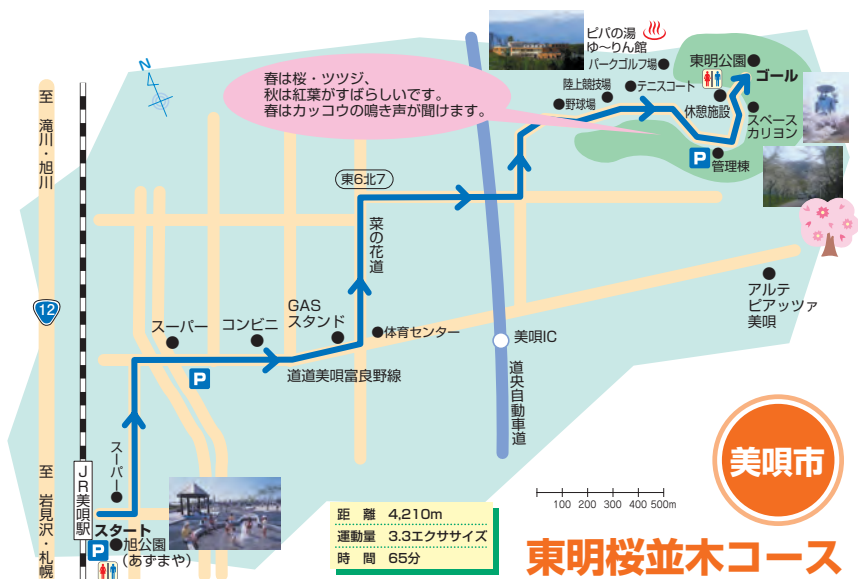 ピパの湯
ゆ〜りん館
パークゴルフ場
東明公園
ゴール
陸上競技場
テニスコート
野球場
休憩施設
スペース
カリヨン
P
管理棟
N
春は桜・ツツジ、
秋は紅葉がすばらしいです。
春はカッコウの鳴き声が聞けます。
至 滝川・旭川
東6北7
菜の花道
アルテ
ピアッツァ
美唄
12
スーパー
コンビニ
GAS
スタンド
体育センター
美唄IC
P
道道美唄富良野線
道央自動車道
スーパー
JR美唄駅
至 岩見沢・札幌
スタート
P
旭公園
(あずまや)
美唄市
100 200 300 400 500m
距 離 4,210m
運動量 3.3エクササイズ
時 間 65分
東明桜並木コース